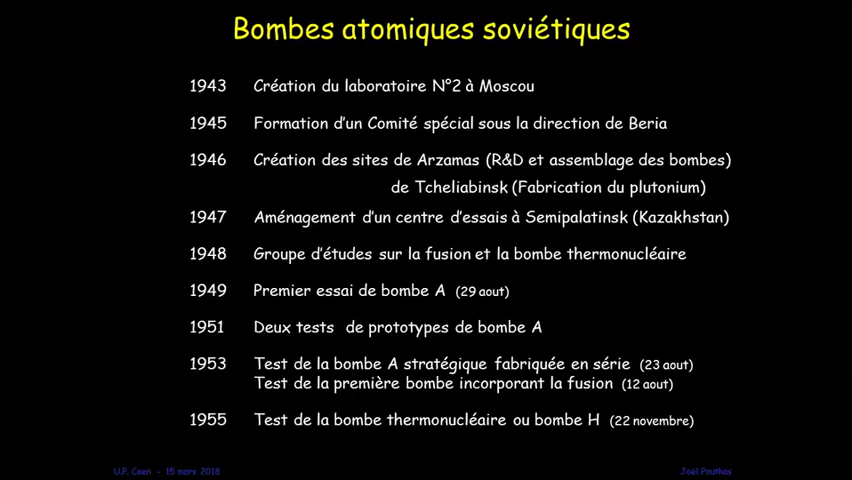 Bombes atomiques soviétiques
1943 Création du laboratoire N°2 à Moscou
1945 Formation d'un Comité spécial sous la direction de Beria
1946 Création des sites de Arzamas (R&D et assemblage des bombes)
de Tcheliabinsk (Fabrication du plutonium)
1947 Aménagement d'un centre d'essais à Semipalatinsk (Kazakhstan)
1948 Groupe d'études sur la fusion et la bombe thermonucléaire
1949 Premier essai de bombe A (29 aout)
1951 Deux tests de prototypes de bombe A
1953 Test de la bombe A stratégique fabriquée en série (23 aout)
Test de la première bombe incorporant la fusion (12 aout)
1955 Test de la bombe thermonucléaire ou bombe H (22 novembre)
U.P. Caen - 15 mars 2018 Joël Pouthas